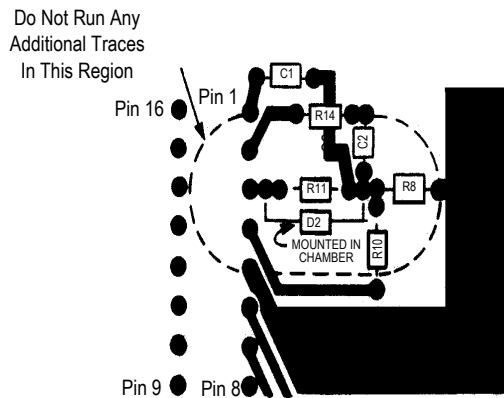 Do Not Run Any
Additional Traces
In This Region
Pin 16
Pin 1
C1
R14
C2
R11
R8
D2
MOUNTED IN
CHAMBER
R10
Pin 9
Pin 8